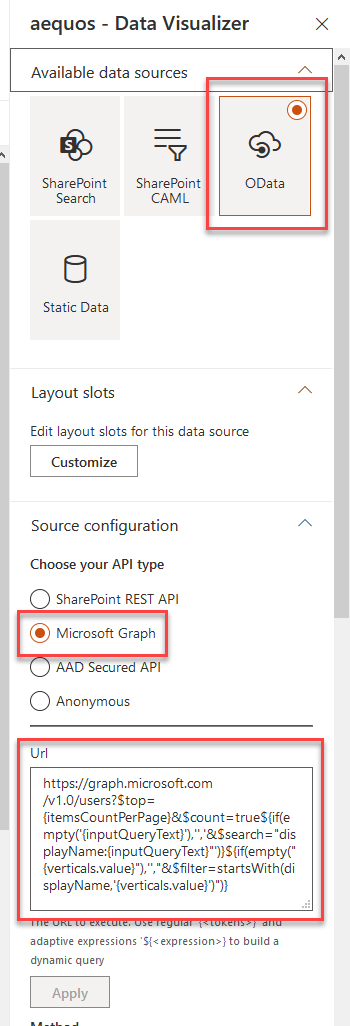 aequos - Data Visualizer
Available data sources
SharePoint Search
SharePoint CAML
OData
Static Data
Layout slots
Edit layout slots for this data source
Customize
Source configuration
Choose your API type
SharePoint REST API
Microsoft Graph
AAD Secured API
Anonymous
Url
https://graph.microsoft.com
/v1.0/users?$top=
{itemsCountPerPage}&$count=true${if(
empty('{inputQueryText}'),'','&$search="dis
playName:{inputQueryText}"')}${if(empty("
{verticals.value}"),'',"&$filter=startsWith(di
splayName,'{verticals.value}')")}
The URL to execute. Use regular '{<tokens>}' and
adaptive expressions '${<expression>} to build a
dynamic query
Apply
Method